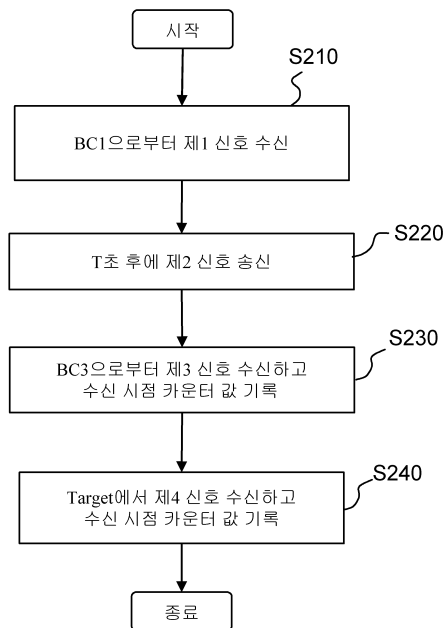 시작
S210
BC1으로부터 제1 신호 수신
S220
T초 후에 제2 신호 송신
S230
BC3으로부터 제3 신호 수신하고
수신 시점 카운터 값 기록
S240
Target에서 제4 신호 수신하고
수신 시점 카운터 값 기록
종료